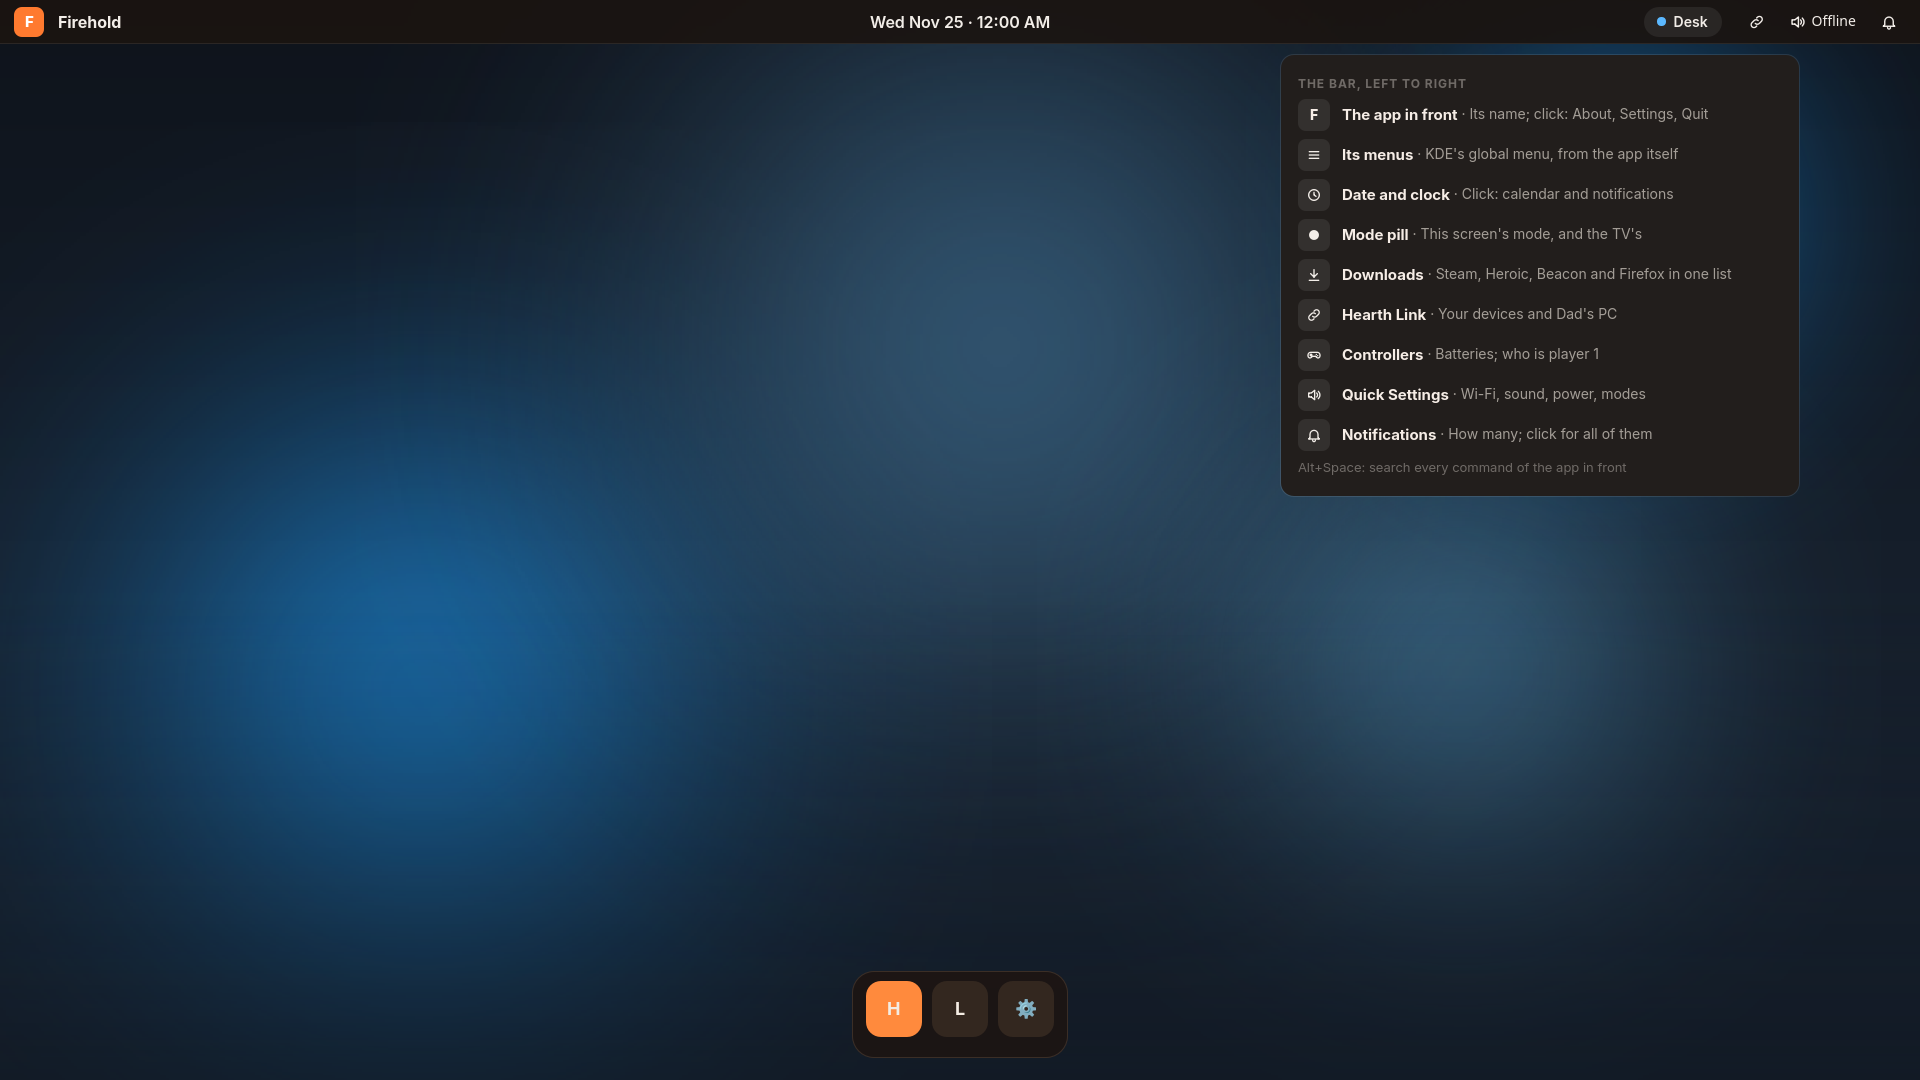 F Firehold Wed Nov 25 · 12:00 AM Desk Offline
THE BAR, LEFT TO RIGHT
F The app in front · Its name; click: About, Settings, Quit
Its menus · KDE's global menu, from the app itself
Date and clock · Click: calendar and notifications
Mode pill · This screen's mode, and the TV's
Downloads · Steam, Heroic, Beacon and Firefox in one list
Hearth Link · Your devices and Dad's PC
Controllers · Batteries; who is player 1
Quick Settings · Wi-Fi, sound, power, modes
Notifications · How many; click for all of them
Alt+Space: search every command of the app in front
H L